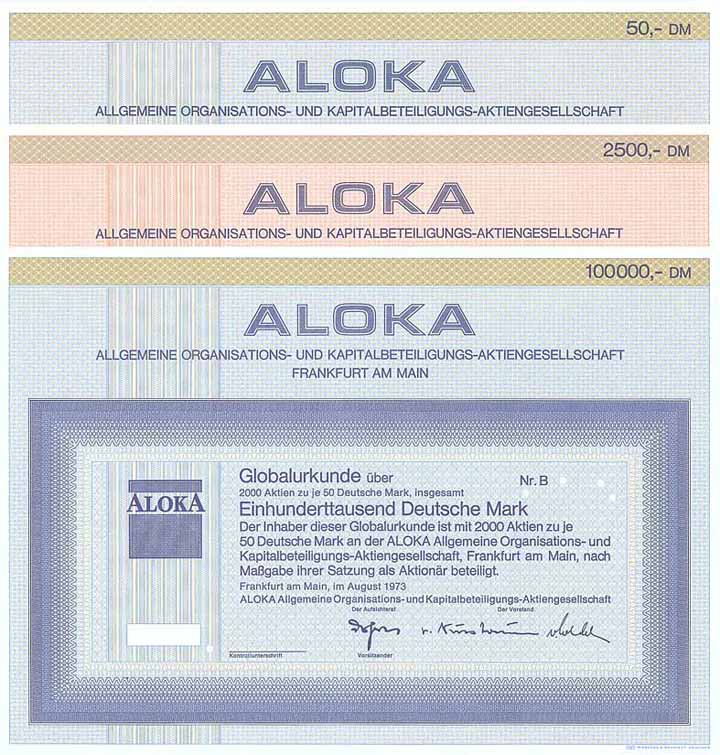 50,- DM
ALOKA
ALLGEMEINE ORGANISATIONS- UND KAPITALBETEILIGUNGS-AKTIENGESELLSCHAFT
2500,- DM
ALOKA
ALLGEMEINE ORGANISATIONS- UND KAPITALBETEILIGUNGS-AKTIENGESELLSCHAFT
100000,- DM
ALOKA
ALLGEMEINE ORGANISATIONS- UND KAPITALBETEILIGUNGS-AKTIENGESELLSCHAFT
FRANKFURT AM MAIN
ALOKA
Globalurkunde über Nr. B
2000 Aktien zu je 50 Deutsche Mark, insgesamt
Einhunderttausend Deutsche Mark
Der Inhaber dieser Globalurkunde ist mit 2000 Aktien zu je
50 Deutsche Mark an der ALOKA Allgemeine Organisations- und
Kapitalbeteiligungs-Aktiengesellschaft, Frankfurt am Main, nach
Maßgabe ihrer Satzung als Aktionär beteiligt.
Frankfurt am Main, im August 1973
ALOKA Allgemeine Organisations- und Kapitalbeteiligungs-Aktiengesellschaft
Der Aufsichtsrat Der Vorstand
Kontrollunterschrift Vorsitzender